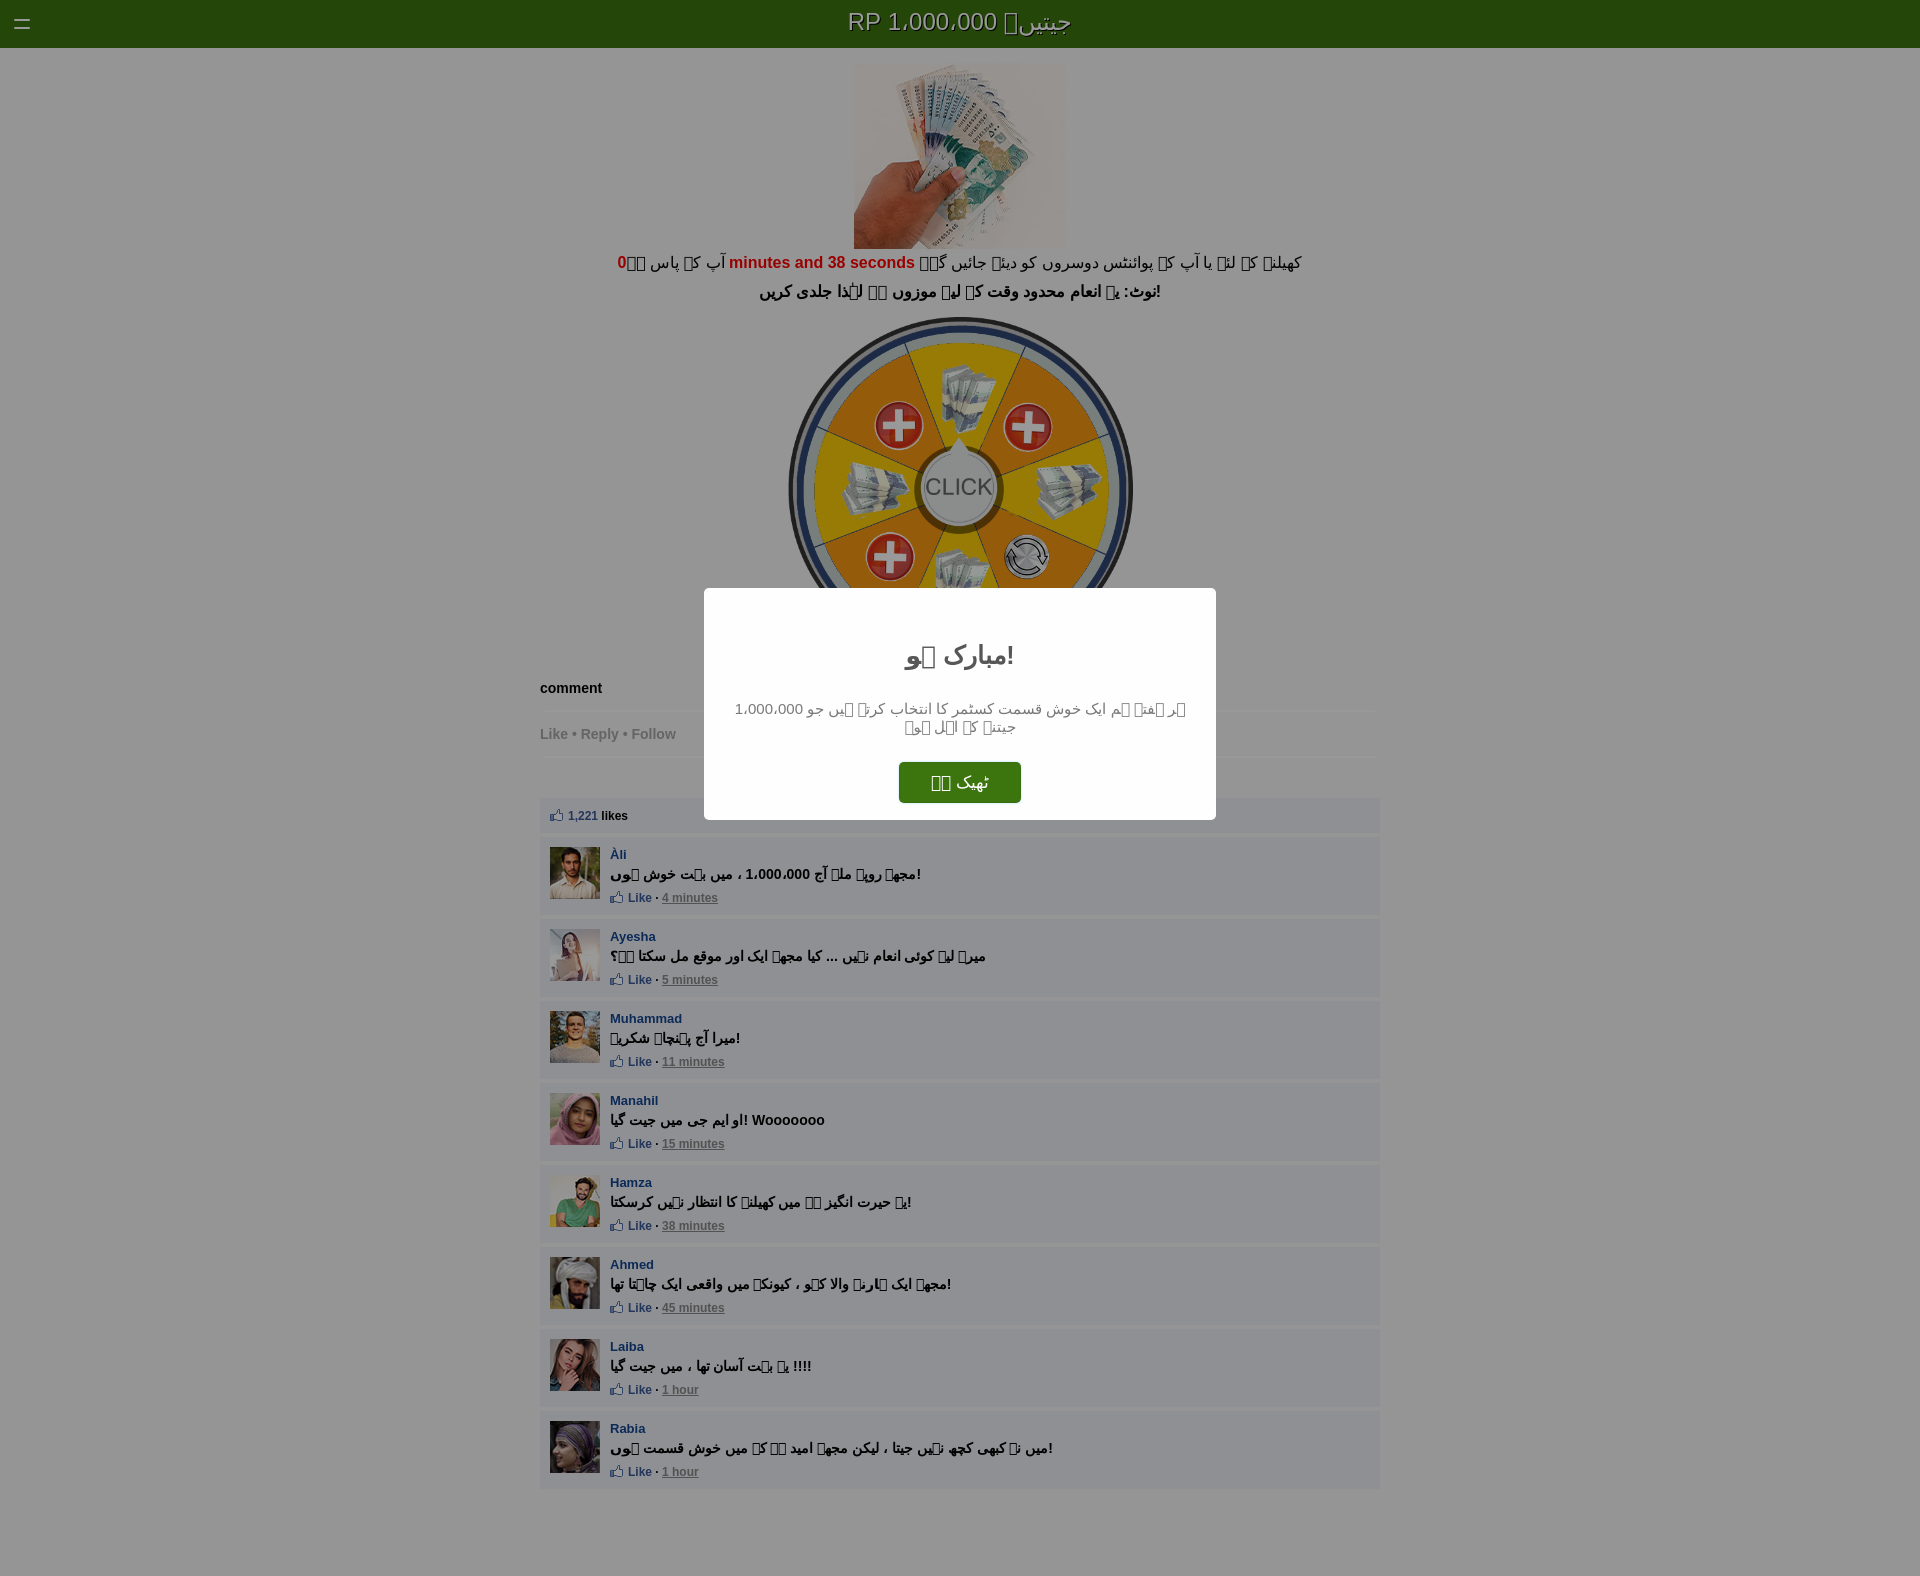 جیتیں۔ RP 1،000،000
آپ کے پاس ہے۔0 minutes and 38 seconds کھیلنے کے لئے یا آپ کے پوائنٹس دوسروں کو دیئے جائیں گے۔
نوٹ: یہ انعام محدود وقت کے لیے موزوں ہے لہٰذا جلدی کریں!
CLICK
مبارک ہو!
ہر ہفتے ہم ایک خوش قسمت کسٹمر کا انتخاب کرتے ہیں جو 1،000،000
جیتنے کے اہل ہو۔
ٹھیک ہے
comment
Like • Reply • Follow
1,221 likes
Àli
مجھے روپے ملے آج 1،000،000 ، میں بہت خوش ہوں!
Like · 4 minutes
Ayesha
میرے لیے کوئی انعام نہیں ... کیا مجھے ایک اور موقع مل سکتا ہے؟
Like · 5 minutes
Muhammad
میرا آج پہنچا۔ شکریہ!
Like · 11 minutes
Manahil
او ایم جی میں جیت گیا! Wooooooo
Like · 15 minutes
Hamza
یہ حیرت انگیز ہے میں کھیلنے کا انتظار نہیں کرسکتا!
Like · 38 minutes
Ahmed
مجھے ایک ہارنے والا کہو ، کیونکہ میں واقعی ایک چاہتا تھا!
Like · 45 minutes
Laiba
یہ بہت آسان تھا ، میں جیت گیا !!!!
Like · 1 hour
Rabia
میں نے کبھی کچھ نہیں جیتا ، لیکن مجھے امید ہے کہ میں خوش قسمت ہوں!
Like · 1 hour